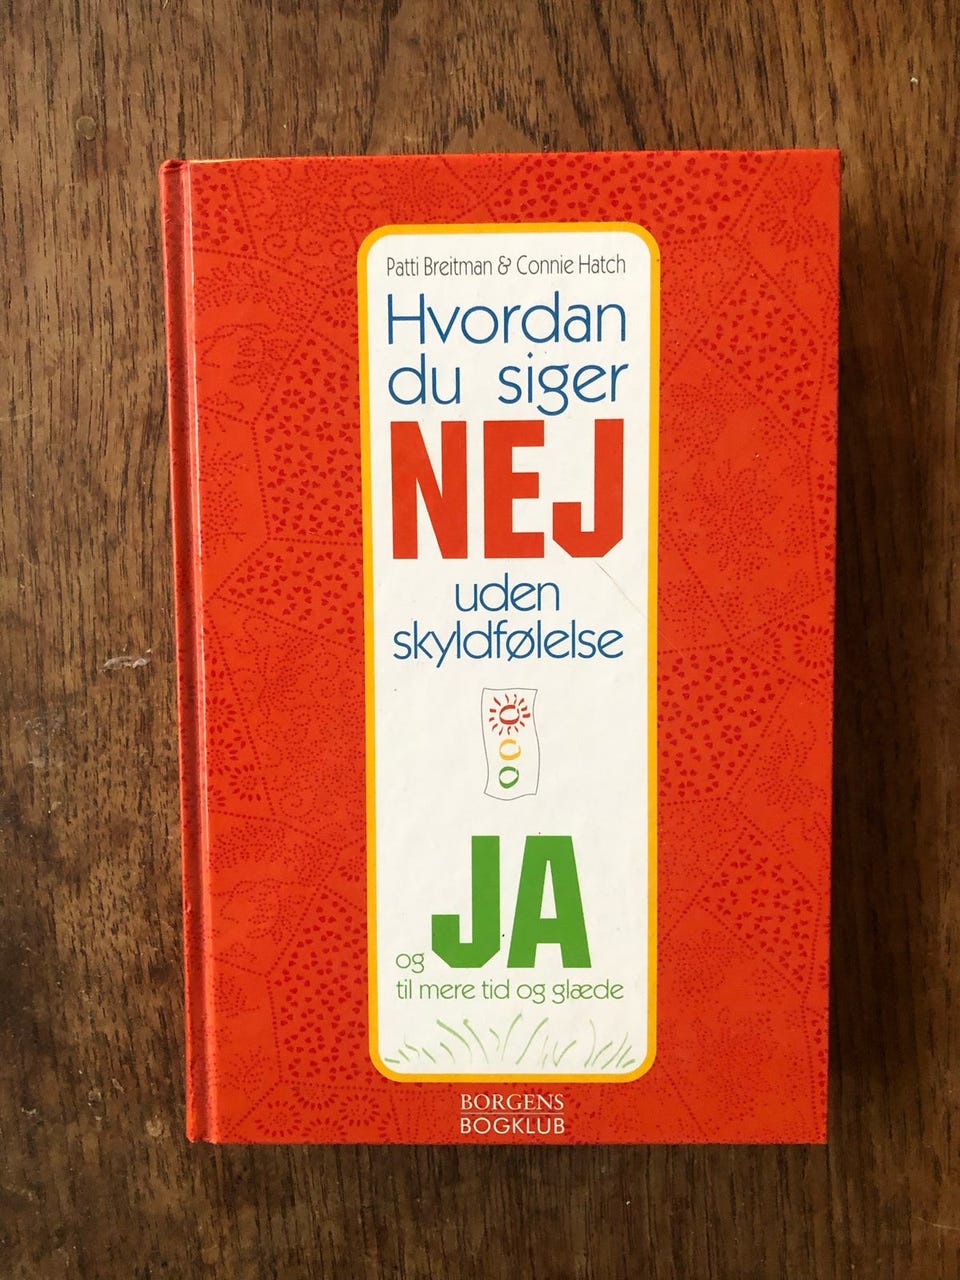 Patti Breitman & Connie Hatch
Hvordan
du siger
NEJ
uden
skyldfølelse
og JA
til mere tid og glæde
BORGENS
BOGKLUB